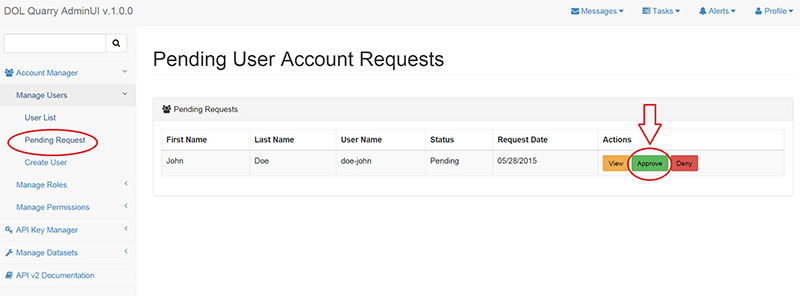 DOL Quarry AdminUI v.1.0.0
Messages
Tasks
Alerts
Profile
Account Manager
Manage Users
User List
Pending Request
Create User
Manage Roles
Manage Permissions
API Key Manager
Manage Datasets
API v2 Documentation
Pending User Account Requests
Pending Requests
First Name Last Name User Name Status Request Date Actions
John Doe doe-john Pending 05/28/2015 View Approve Deny